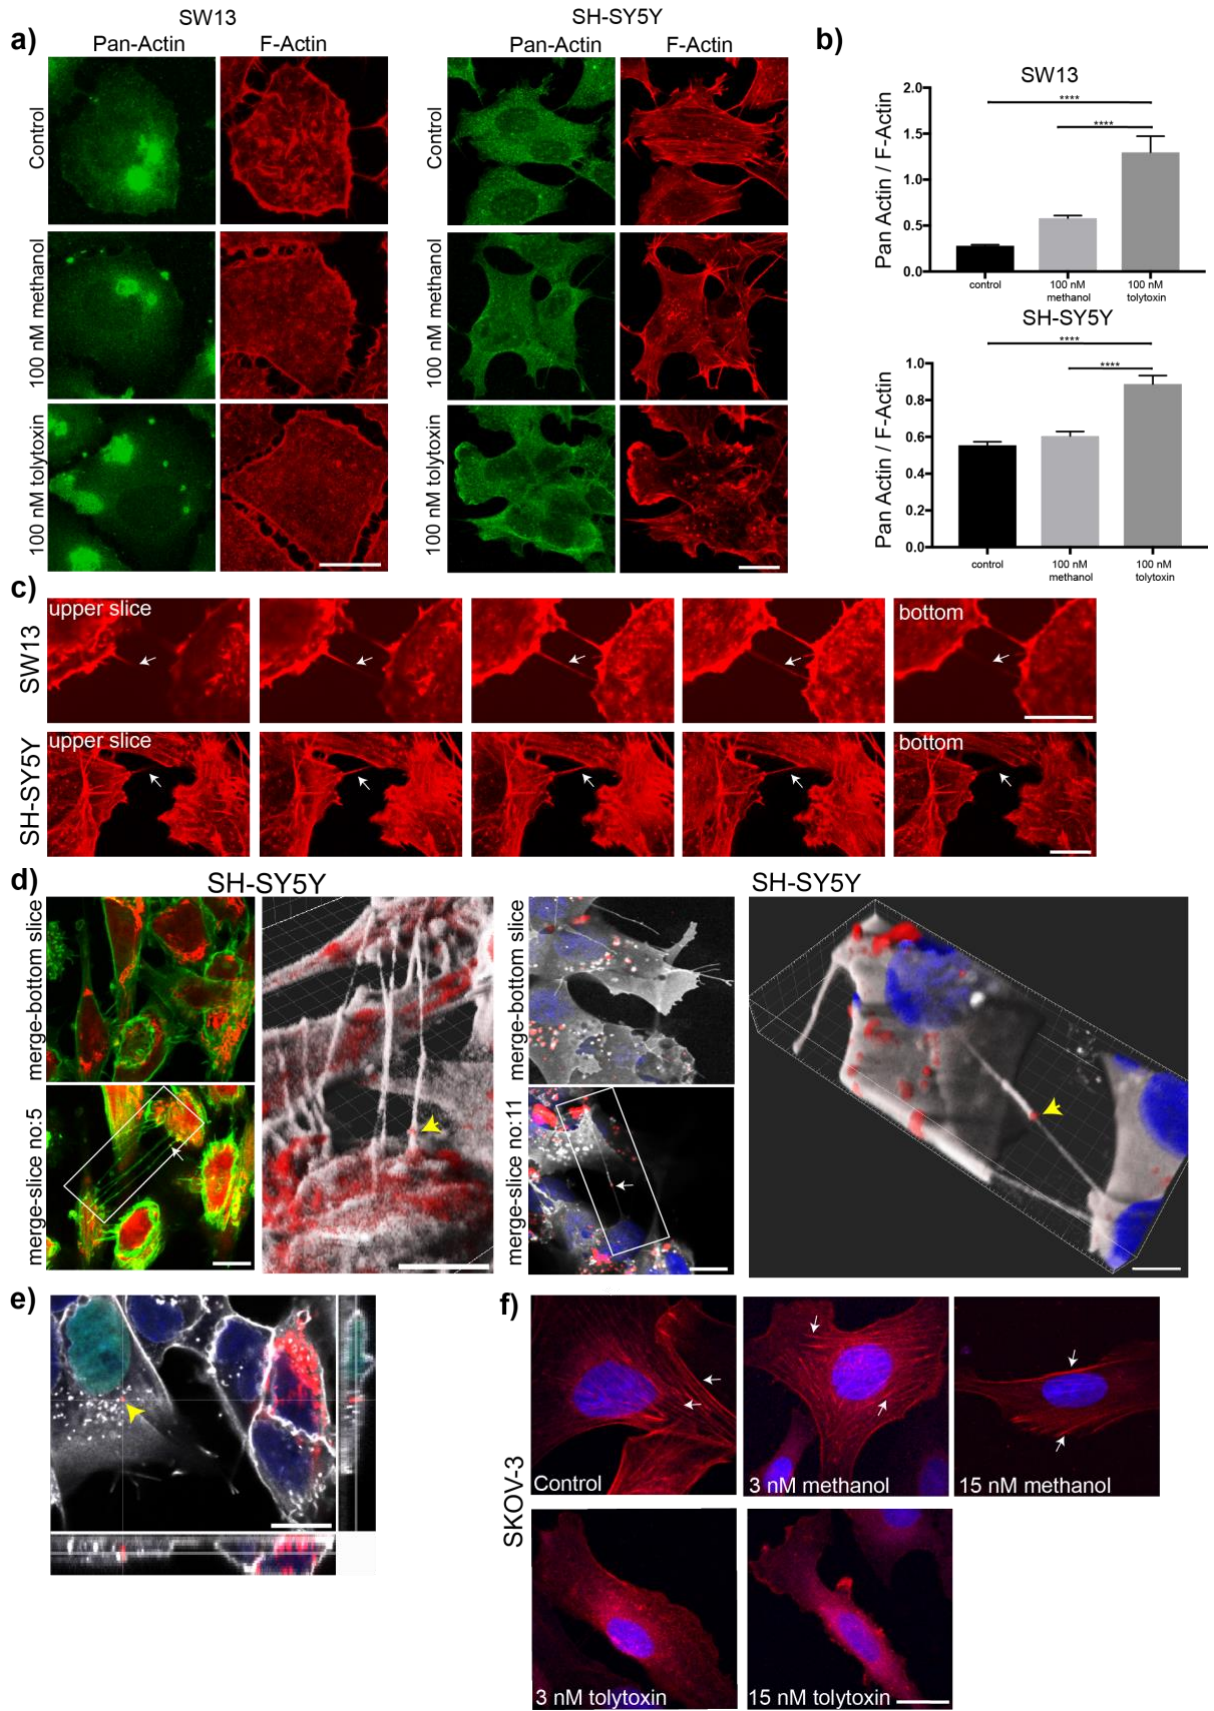 a)
SW13
Pan-Actin F-Actin
SH-SY5Y
Pan-Actin F-Actin
Control
100 nM methanol
100 nM tolytoxin
Control
100 nM methanol
100 nM tolytoxin
b)
SW13
Pan Actin / F-Actin
2.0
1.5
1.0
0.5
0.0
****
****
control
100 nM methanol
100 nM tolytoxin
SH-SY5Y
Pan Actin / F-Actin
1.0
0.8
0.6
0.4
0.2
0.0
****
****
control
100 nM methanol
100 nM tolytoxin
c)
SW13
upper slice
bottom
SH-SY5Y
upper slice
bottom
d)
SH-SY5Y
merge-bottom slice
merge-slice no:5
SH-SY5Y
merge-bottom slice
merge-slice no:11
e)
f)
SKOV-3
Control
3 nM methanol
15 nM methanol
3 nM tolytoxin
15 nM tolytoxin